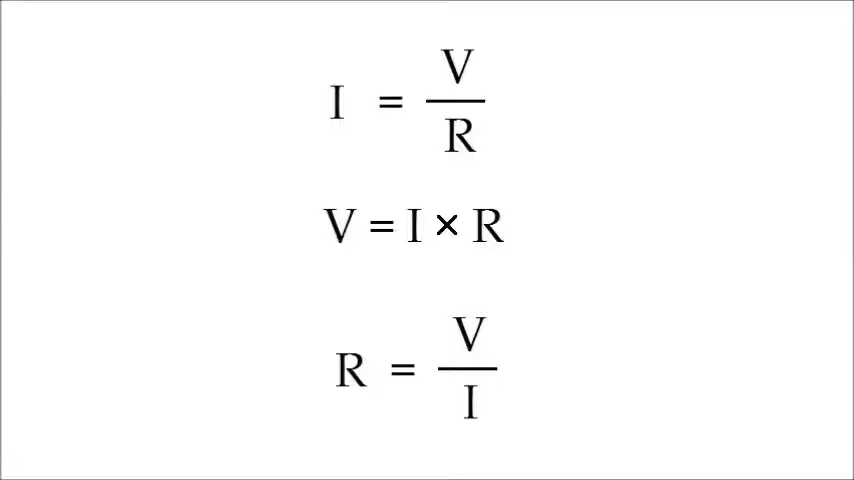 I = V/R
V = I × R
R = V/I